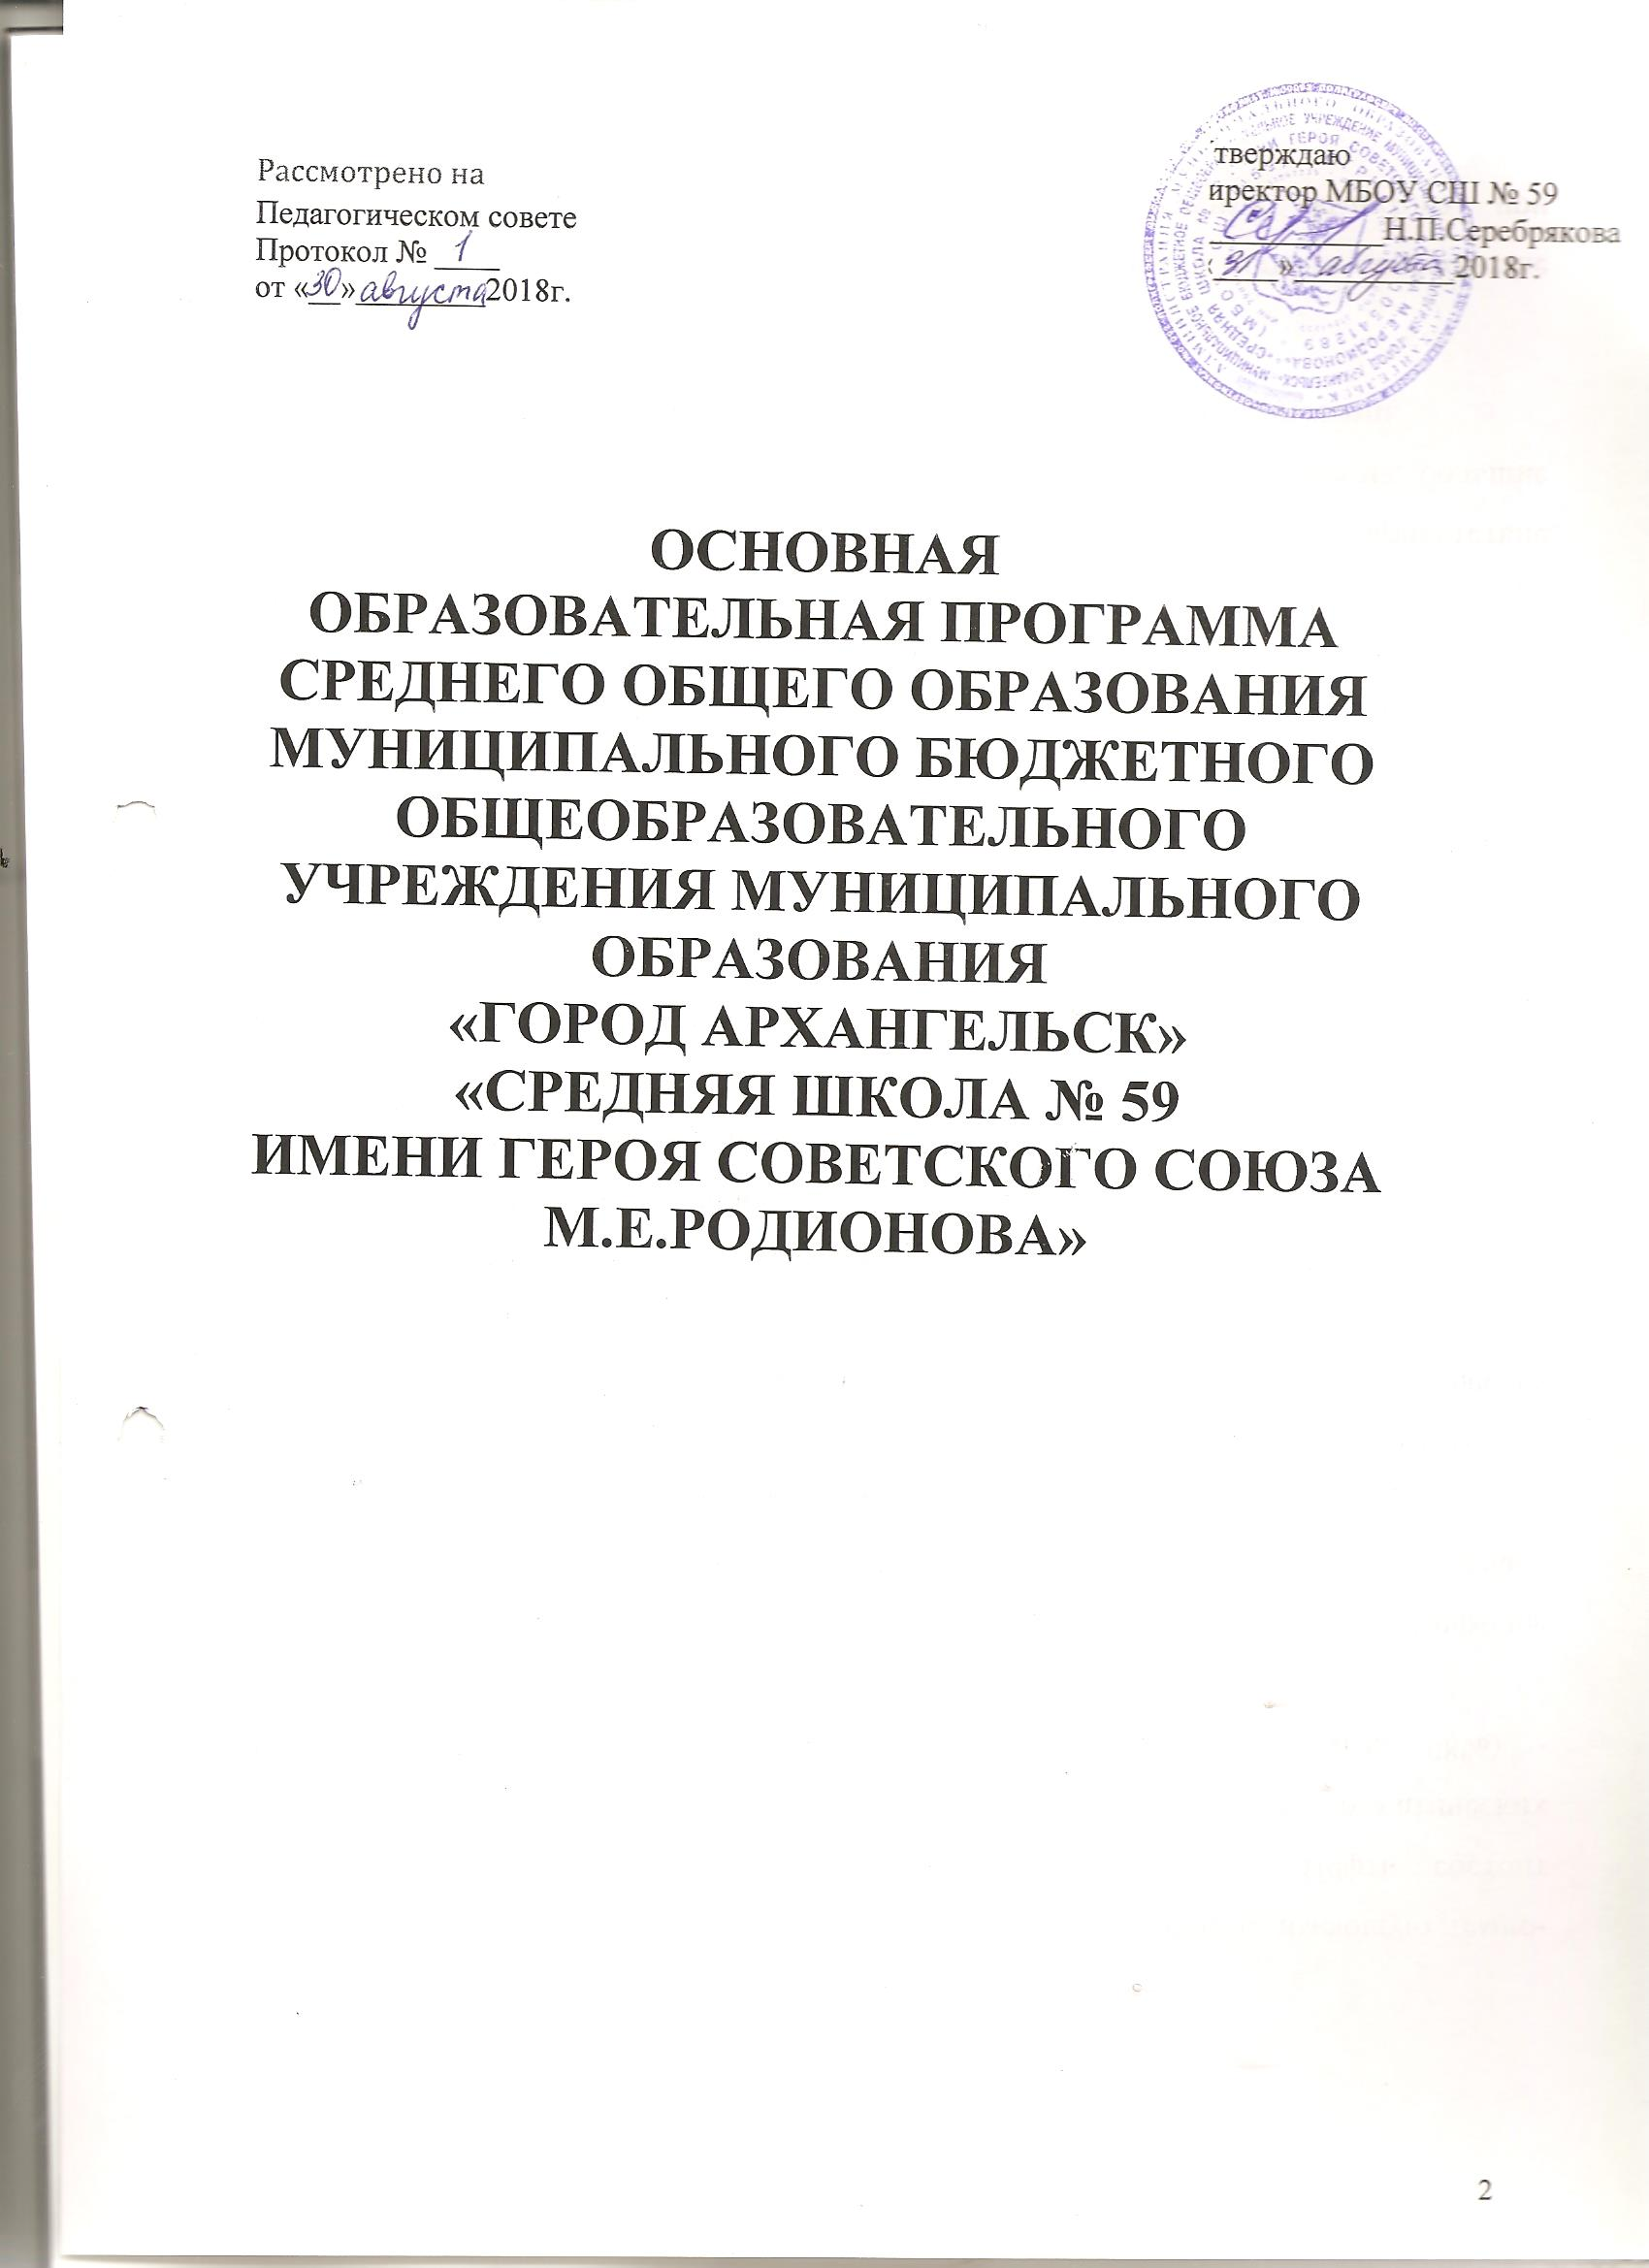 Рассмотрено на
Педагогическом совете
Протокол № 1
от «30» августа 2018г.
тверждаю
иректор МБОУ СШ № 59
Н.П.Серебрякова
31 » августа 2018г.
ОСНОВНАЯ
ОБРАЗОВАТЕЛЬНАЯ ПРОГРАММА
СРЕДНЕГО ОБЩЕГО ОБРАЗОВАНИЯ
МУНИЦИПАЛЬНОГО БЮДЖЕТНОГО
ОБЩЕОБРАЗОВАТЕЛЬНОГО
УЧРЕЖДЕНИЯ МУНИЦИПАЛЬНОГО
ОБРАЗОВАНИЯ
«ГОРОД АРХАНГЕЛЬСК»
«СРЕДНЯЯ ШКОЛА № 59
ИМЕНИ ГЕРОЯ СОВЕТСКОГО СОЮЗА
М.Е.РОДИОНОВА»
2